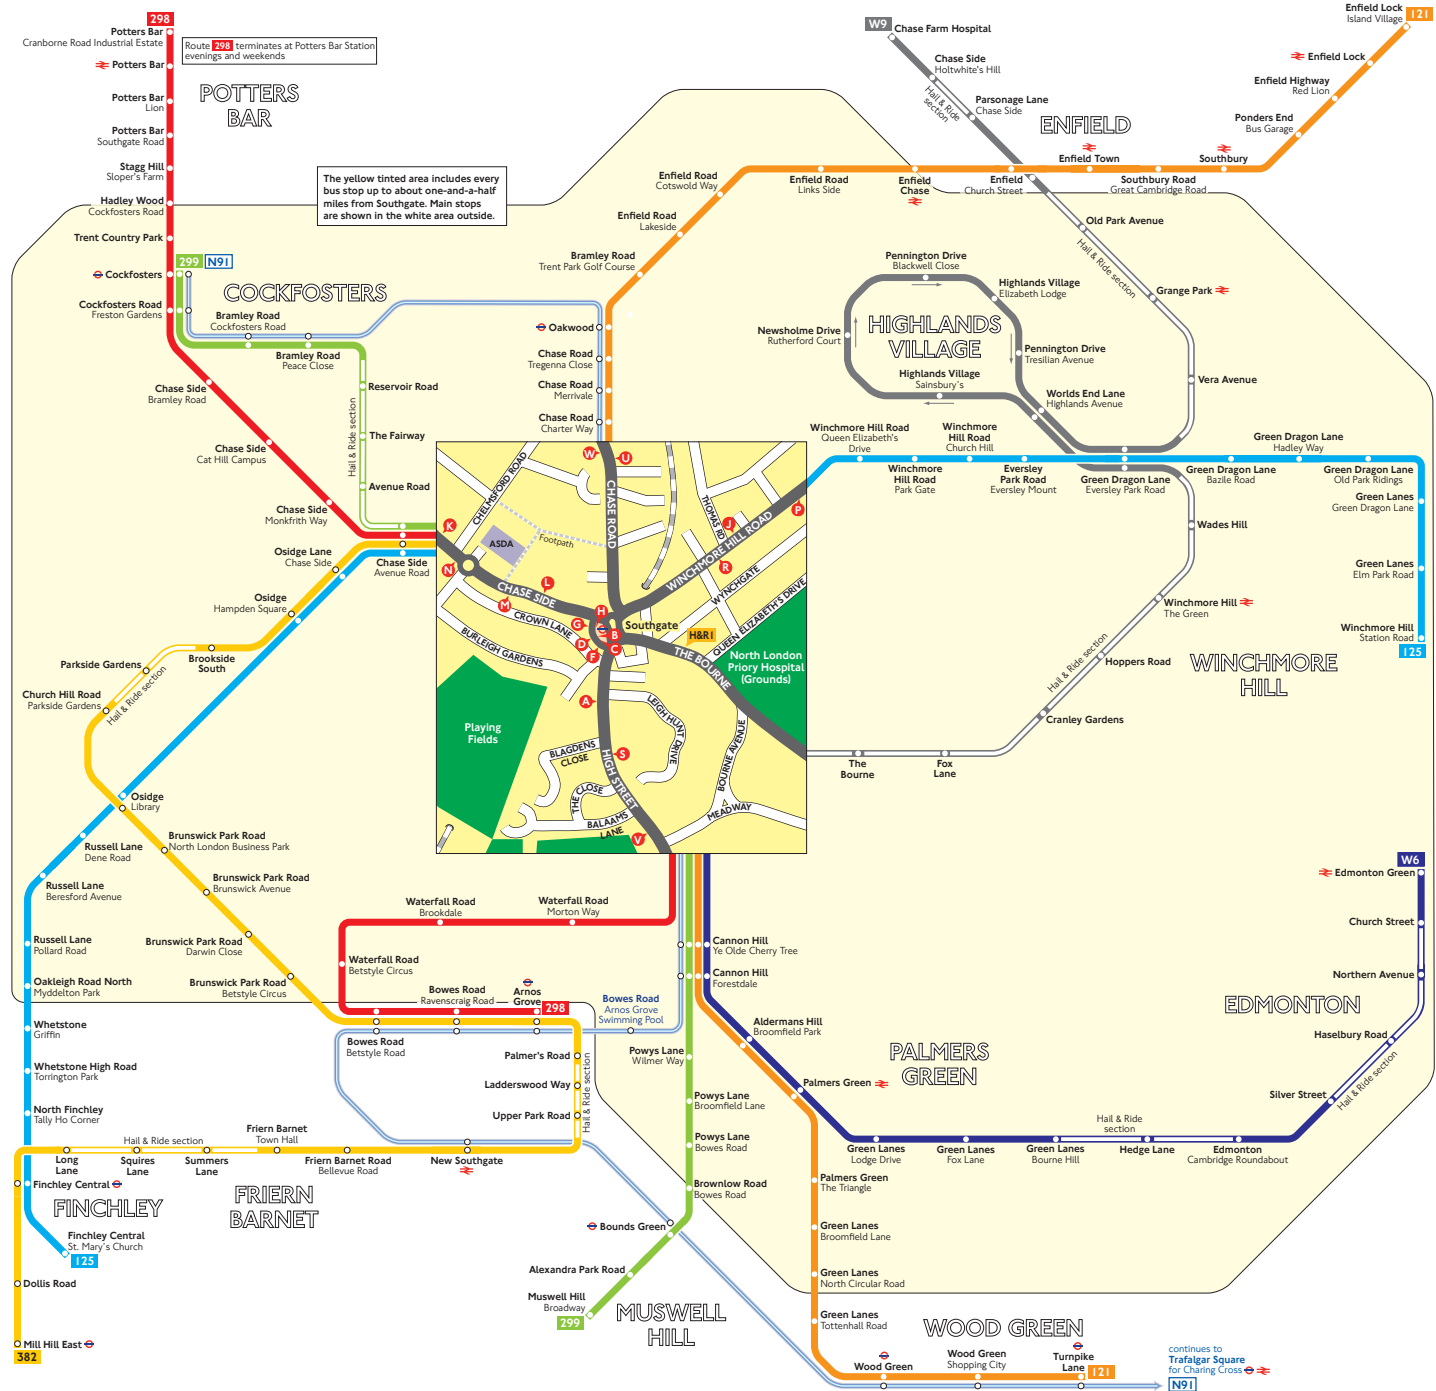 298
Potters Bar
Cranborne Road Industrial Estate
Route 298 terminates at Potters Bar Station
evenings and weekends
Potters Bar
Potters Bar
Lion
Potters Bar
Southgate Road
Stagg Hill
Sloper's Farm
Hadley Wood
Cockfosters Road
Trent Country Park
Cockfosters
Cockfosters Road
Freston Gardens
POTTERS
BAR
The yellow tinted area includes every
bus stop up to about one-and-a-half
miles from Southgate. Main stops
are shown in the white area outside.
299
N91
COCKFOSTERS
Bramley Road
Cockfosters Road
Bramley Road
Peace Close
Reservoir Road
Hail & Ride section
The Fairway
Avenue Road
Chase Side
Bramley Road
Chase Side
Cat Hill Campus
Chase Side
Monkfrith Way
Osidge Lane
Chase Side
Chase Side
Avenue Road
Osidge
Hampden Square
Brookside
South
Parkside Gardens
Hail & Ride section
Church Hill Road
Parkside Gardens
Osidge
Library
Russell Lane
Dene Road
Russell Lane
Beresford Avenue
Brunswick Park Road
North London Business Park
Brunswick Park Road
Brunswick Avenue
Brunswick Park Road
Darwin Close
Brunswick Park Road
Betstyle Circus
Russell Lane
Pollard Road
Oakleigh Road North
Myddelton Park
Whetstone
Griffin
Whetstone High Road
Torrington Park
North Finchley
Tally Ho Corner
Long
Lane
Hail & Ride section
Squires
Lane
Summers
Lane
Friern Barnet
Town Hall
Friern Barnet Road
Bellevue Road
New Southgate
Finchley Central
FINCHLEY
FRIERN
BARNET
Finchley Central
St. Mary's Church
125
Dollis Road
Mill Hill East
382
W9
Chase Farm Hospital
Chase Side
Holtwhite's Hill
Hail & Ride
section
Parsonage Lane
Chase Side
ENFIELD
Enfield Lock
Island Village
121
Enfield Lock
Enfield Highway
Red Lion
Ponders End
Bus Garage
Southbury
Enfield Town
Southbury Road
Great Cambridge Road
Enfield
Church Street
Enfield
Chase
Enfield Road
Links Side
Enfield Road
Cotswold Way
Enfield Road
Lakeside
Bramley Road
Trent Park Golf Course
Oakwood
Chase Road
Tregenna Close
Chase Road
Merrivale
Chase Road
Charter Way
Old Park Avenue
Hail & Ride section
Grange Park
Vera Avenue
Pennington Drive
Blackwell Close
Highlands Village
Elizabeth Lodge
Newsholme Drive
Rutherford Court
HIGHLANDS
VILLAGE
Pennington Drive
Tresilian Avenue
Highlands Village
Sainsbury's
Worlds End Lane
Highlands Avenue
Winchmore Hill Road
Queen Elizabeth's
Drive
Winchmore
Hill Road
Church Hill
Winchmore
Hill Road
Park Gate
Eversley
Park Road
Eversley Mount
Green Dragon Lane
Eversley Park Road
Green Dragon Lane
Bazile Road
Green Dragon Lane
Hadley Way
Green Dragon Lane
Old Park Ridings
Green Lanes
Green Dragon Lane
Green Lanes
Elm Park Road
Winchmore Hill
Station Road
125
Wades Hill
Winchmore Hill
The Green
Hoppers Road
Hail & Ride section
Cranley Gardens
WINCHMORE
HILL
The
Bourne
Fox
Lane
W
U
CHELMSFORD ROAD
CHASE ROAD
THOMAS RD
J
P
K
ASDA
Footpath
WINCHMORE HILL ROAD
N
R
L
CHASE SIDE
WYNCHGATE
M
H
CROWN LANE
G
Southgate
H&R1
QUEEN ELIZABETH'S DRIVE
B
D
C
F
BURLEIGH GARDENS
THE BOURNE
North London
Priory Hospital
(Grounds)
A
LEIGH HUNT DRIVE
Playing
Fields
BLAGDENS
CLOSE
S
HIGH STREET
BOURNE AVENUE
THE CLOSE
BALAAMS
LANE
MEADWAY
V
Waterfall Road
Brookdale
Waterfall Road
Morton Way
Waterfall Road
Betstyle Circus
Bowes Road
Ravenscraig Road
Arnos
Grove
298
Bowes Road
Betstyle Road
Bowes Road
Arnos Grove
Swimming Pool
Palmer's Road
Ladderswood Way
Upper Park Road
Hail & Ride section
Cannon Hill
Ye Olde Cherry Tree
Cannon Hill
Forestdale
Aldermans Hill
Broomfield Park
Powys Lane
Wilmer Way
Powys Lane
Broomfield Lane
Powys Lane
Bowes Road
Brownlow Road
Bowes Road
Bounds Green
Alexandra Park Road
Muswell Hill
Broadway
299
MUSWELL
HILL
Palmers Green
PALMERS
GREEN
Palmers Green
The Triangle
Green Lanes
Broomfield Lane
Green Lanes
North Circular Road
Green Lanes
Tottenhall Road
Green Lanes
Lodge Drive
Green Lanes
Fox Lane
Green Lanes
Bourne Hill
Hail & Ride
section
Hedge Lane
Edmonton
Cambridge Roundabout
Silver Street
Hail & Ride section
Haselbury Road
EDMONTON
Northern Avenue
Church Street
Edmonton Green
W6
WOOD GREEN
Wood Green
Wood Green
Shopping City
Turnpike
Lane
121
continues to
Trafalgar Square
for Charing Cross
N91